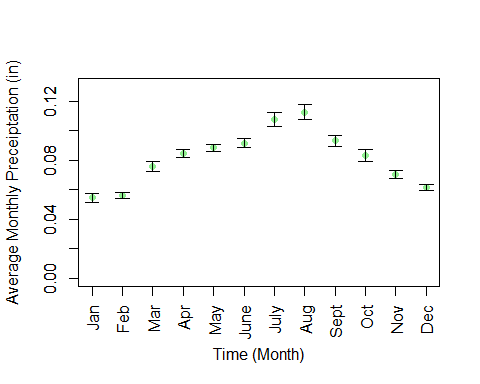 Average Monthly Preceiptation (in)
0.12
0.08
0.04
0.00
Jan Feb Mar Apr May June July Aug Sept Oct Nov Dec
Time (Month)